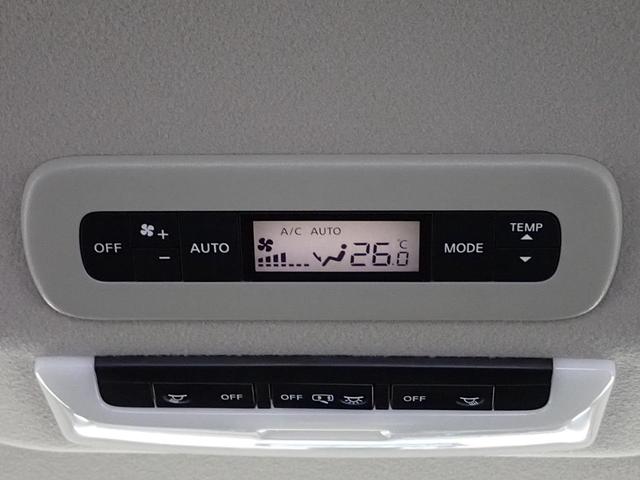 OFF + - AUTO A/C AUTO 26.0 °C MODE TEMP
OFF OFF OFF